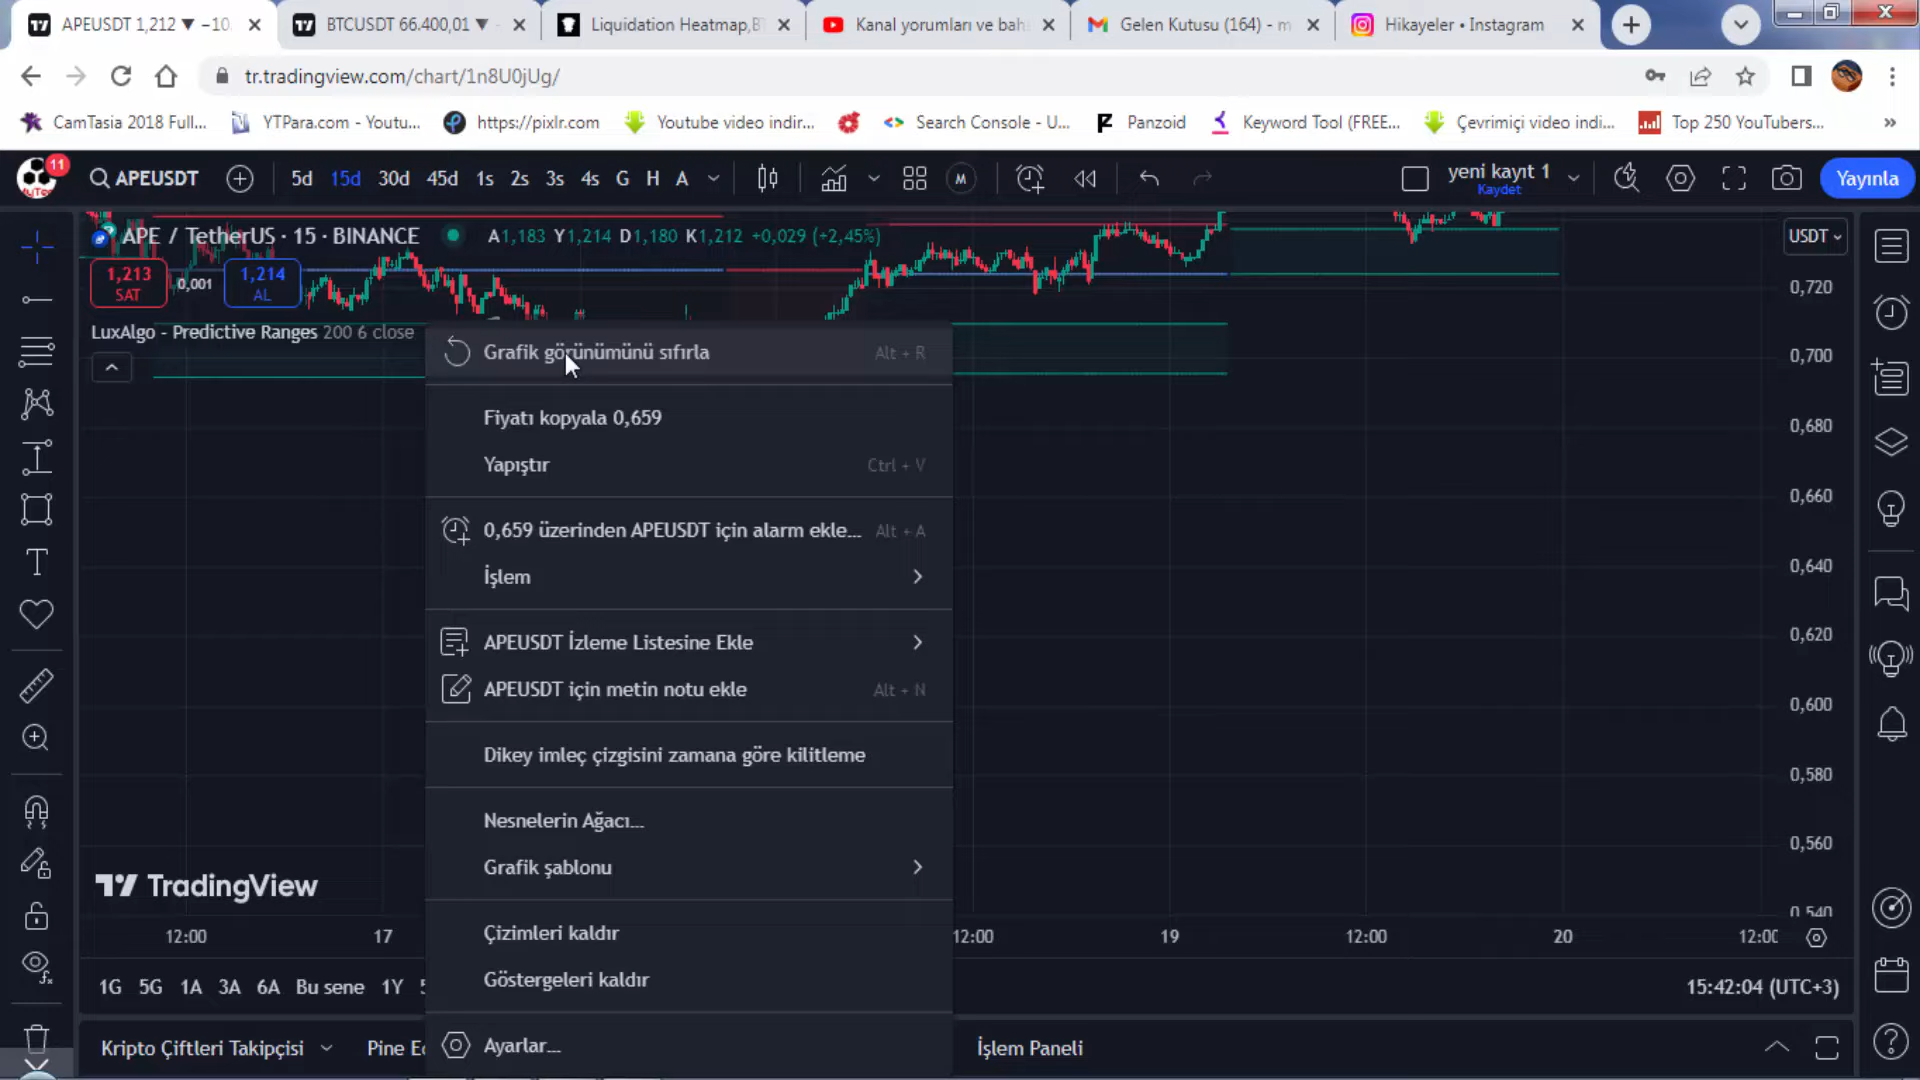 APEUSDT 1,212 ▼ −10.
BTCUSDT 66.400,01 ▼
Liquidation Heatmap,B
Kanal yorumları ve bah
Gelen Kutusu (164) - m
Hikayeler • Instagram
tr.tradingview.com/chart/1n8U0jUg/
CamTasia 2018 Full...
YTPara.com - Youtu...
https://pixlr.com
Youtube video indir...
Search Console - U...
Panzoid
Keyword Tool (FREE...
Çevrimiçi video indi...
Top 250 YouTubers...
»
11
APEUSDT
5d 15d 30d 45d 1s 2s 3s 4s G H A
M
yeni kayıt 1
Kaydet
Yayınla
APE / TetherUS · 15 · BINANCE
A1,183 Y1,214 D1,180 K1,212 +0,029 (+2,45%)
USDT
1,213
SAT
0,001
1,214
AL
LuxAlgo - Predictive Ranges 200 6 close
0,720
0,700
0,680
0,660
0,640
0,620
0,600
0,580
0,560
0,540
Grafik görünümünü sıfırla Alt + R
Fiyatı kopyala 0,659
Yapıştır Ctrl + V
0,659 üzerinden APEUSDT için alarm ekle... Alt + A
İşlem
APEUSDT İzleme Listesine Ekle
APEUSDT için metin notu ekle Alt + N
Dikey imleç çizgisini zamana göre kilitleme
Nesnelerin Ağacı...
Grafik şablonu
Çizimleri kaldır
Göstergeleri kaldır
Ayarlar...
TradingView
12:00 17 12:00 19 12:00 20 12:00
1G 5G 1A 3A 6A Bu sene 1Y
15:42:04 (UTC+3)
Kripto Çiftleri Takipçisi
Pine E
İşlem Paneli